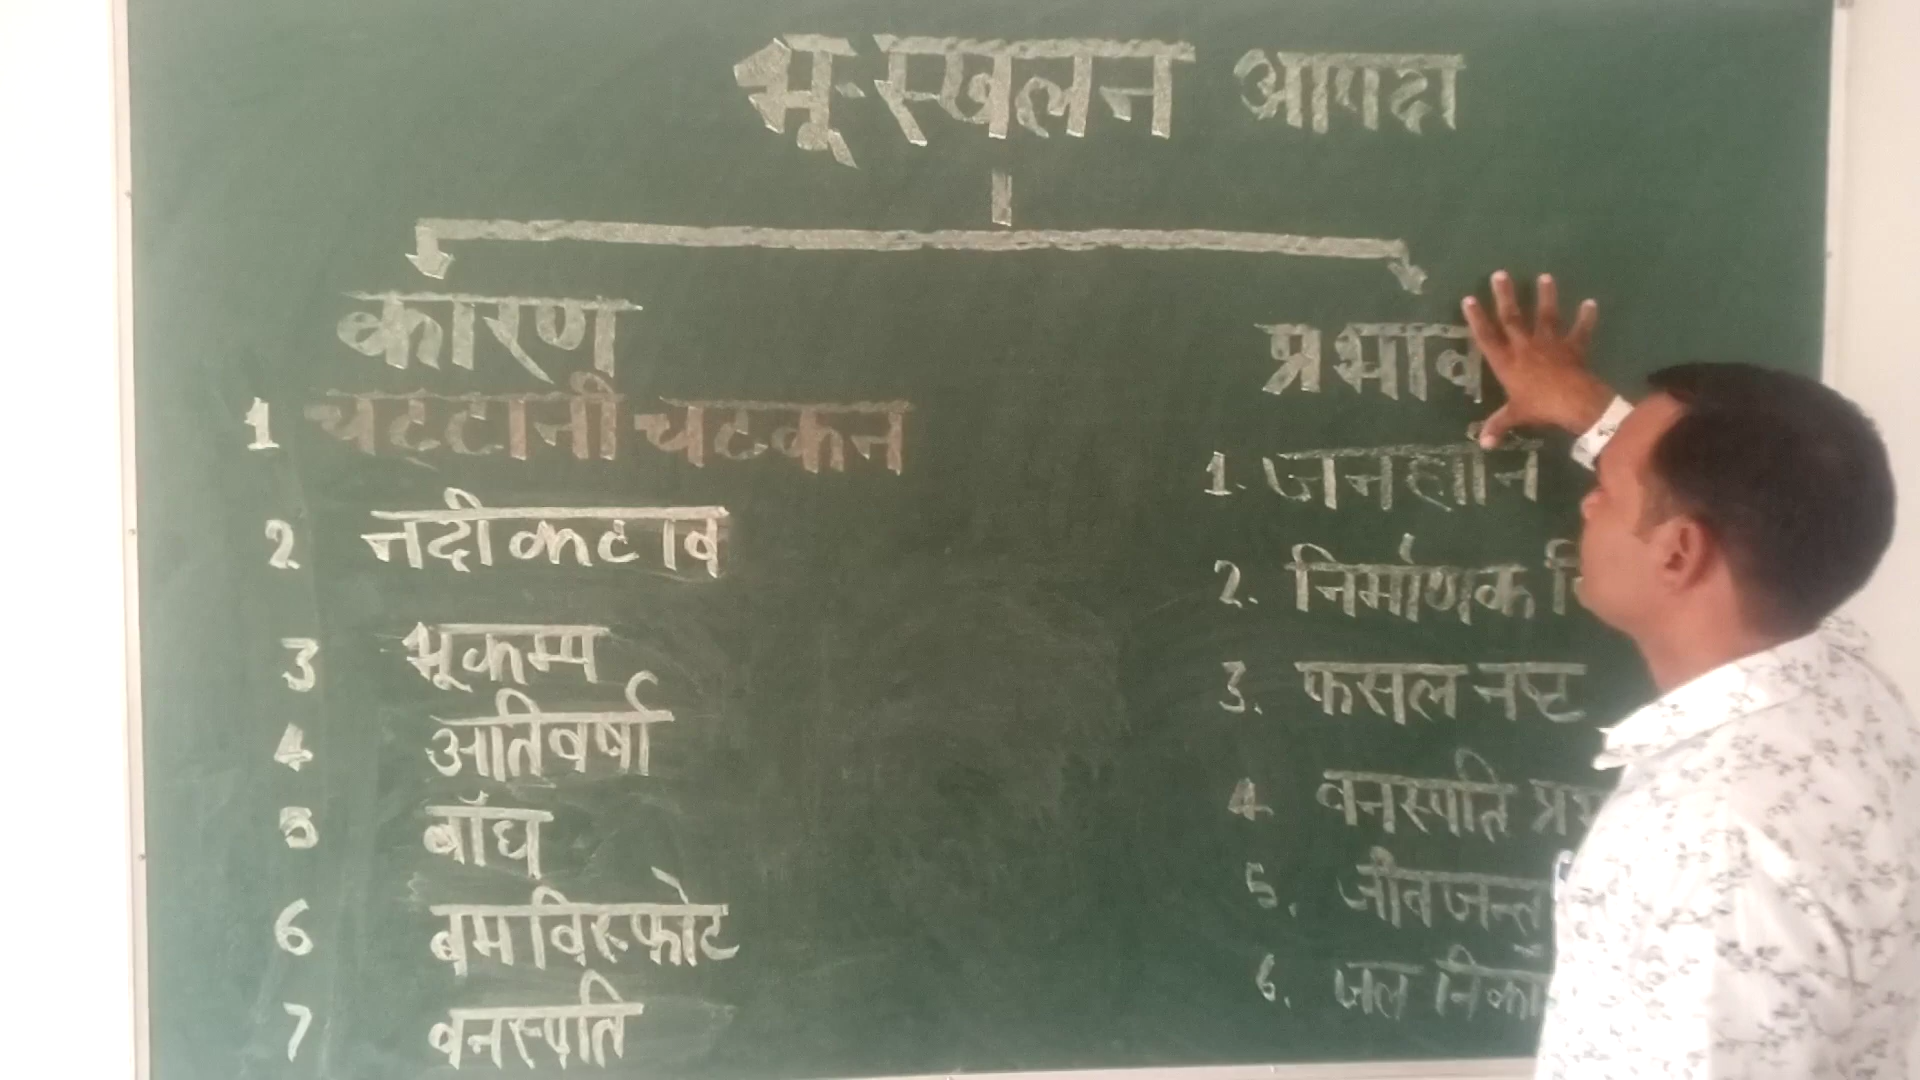 भू-स्खलन आपदा
कारण
1 चटटानी चटकन
2 नदी कटाव
3 भूकम्प
4 अतिवर्षा
5 बाँध
6 बम विस्फोट
7 वनस्पति
प्रभाव
1. जनहानि
2. निर्माणक
3. फसल नष्ट
4 वनस्पति
5. जीव जन्तु
6. जल